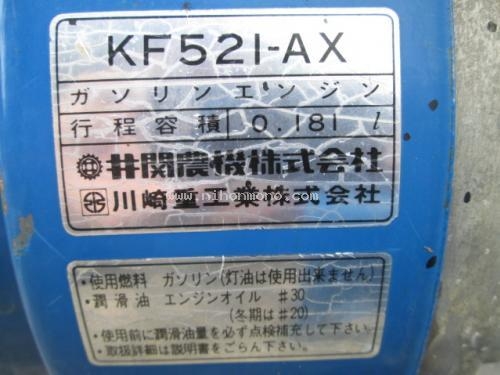 KF521-AX
ガソリンエンジン
行程容積 0.181 l
井関農機株式会社
川崎重工業株式会社
www.nihonmono.com
・使用燃料 ガソリン(灯油は使用出来ません)
・潤滑油 エンジンオイル #30
(冬期は#20)
・使用前に潤滑油量を必ず点検補充して下さい。
・取扱詳細は説明書をごらん下さい。